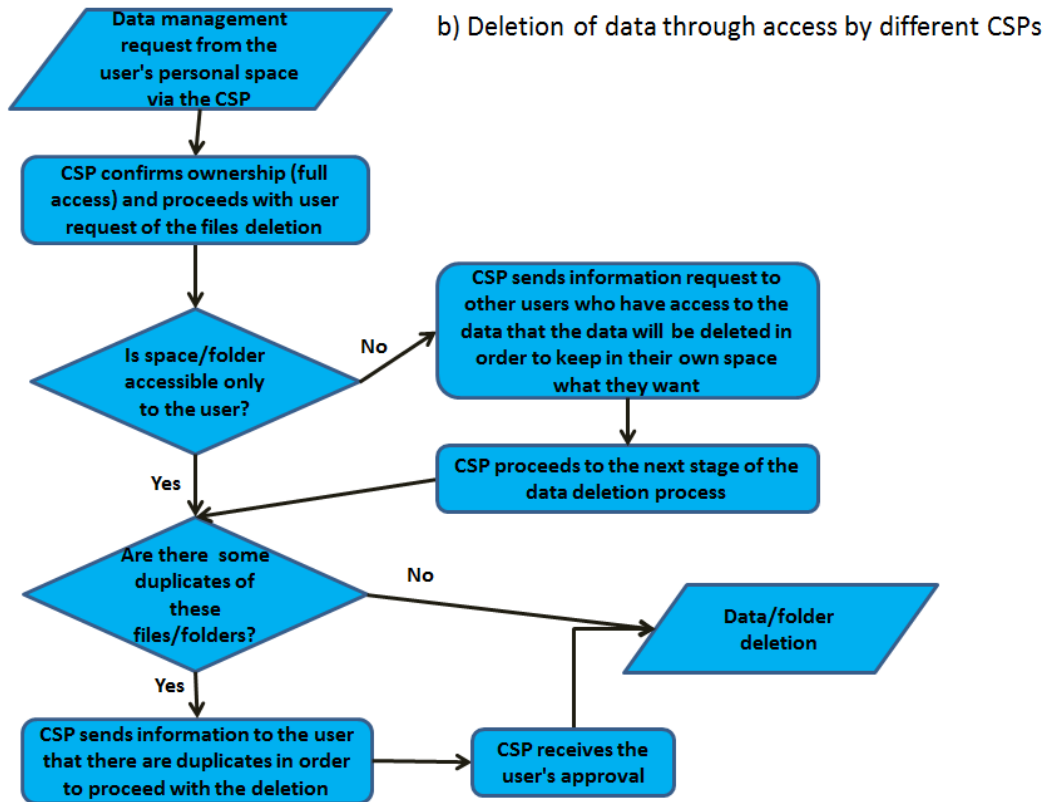 b) Deletion of data through access by different CSPs
Data management
request from the
user's personal space
via the CSP
CSP confirms ownership (full
access) and proceeds with user
request of the files deletion
Is space/folder
accessible only
to the user?
No
CSP sends information request to
other users who have access to the
data that the data will be deleted in
order to keep in their own space
what they want
CSP proceeds to the next stage of the
data deletion process
Yes
Are there some
duplicates of
these
files/folders?
No
Data/folder
deletion
Yes
CSP sends information to the user
that there are duplicates in order
to proceed with the deletion
CSP receives the
user's approval